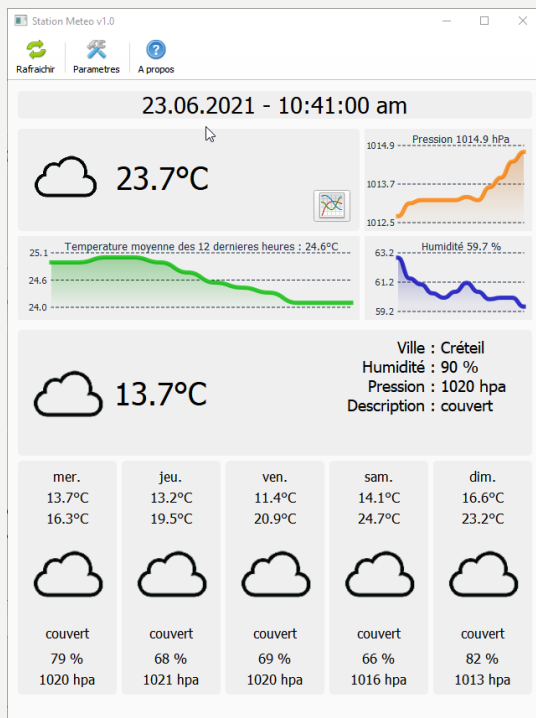 Station Meteo v1.0
Rafraichir Parametres A propos
23.06.2021 - 10:41:00 am
23.7°C
Pression 1014.9 hPa
1014.9
1013.7
1012.5
Temperature moyenne des 12 dernieres heures : 24.6°C
25.1
24.6
24.0
Humidité 59.7 %
63.2
61.2
59.2
13.7°C
Ville : Créteil
Humidité : 90 %
Pression : 1020 hpa
Description : couvert
mer. jeu. ven. sam. dim.
13.7°C 13.2°C 11.4°C 14.1°C 16.6°C
16.3°C 19.5°C 20.9°C 24.7°C 23.2°C
couvert couvert couvert couvert couvert
79 % 68 % 69 % 66 % 82 %
1020 hpa 1021 hpa 1020 hpa 1016 hpa 1013 hpa